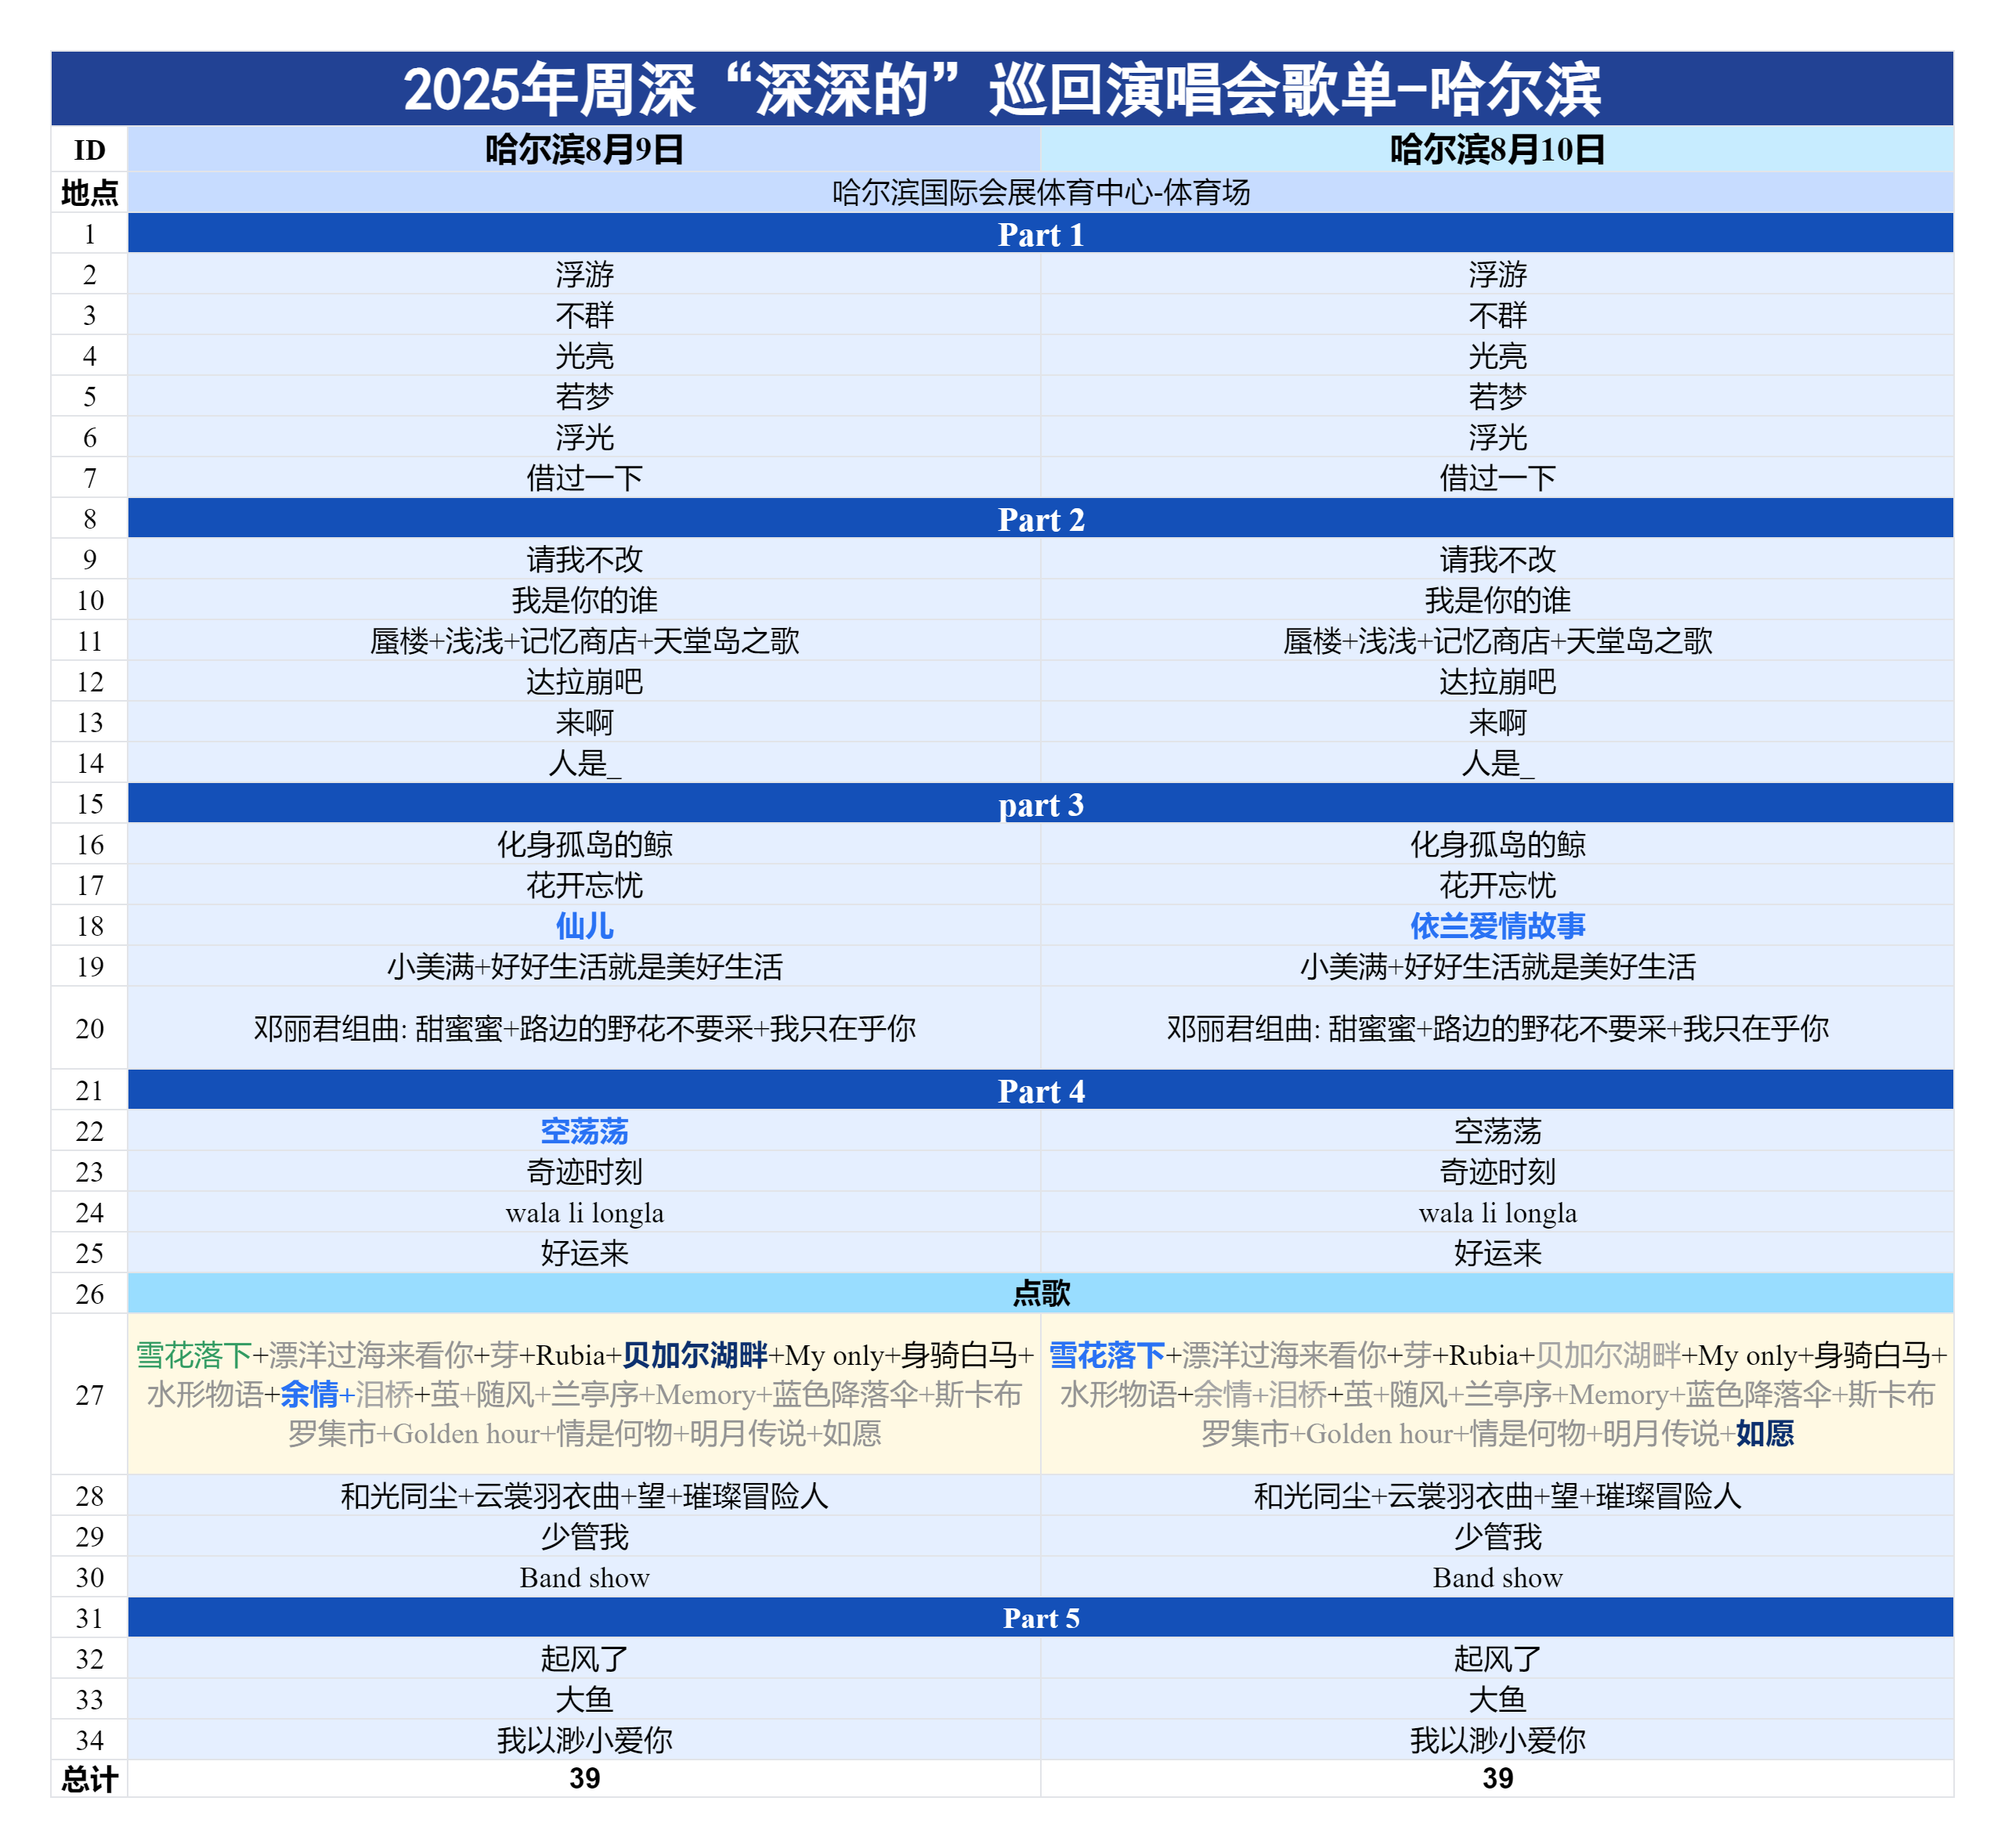 2025年周深“深深的”巡回演唱会歌单-哈尔滨
ID 哈尔滨8月9日 哈尔滨8月10日
地点 哈尔滨国际会展体育中心-体育场
1 Part 1
2 浮游 浮游
3 不群 不群
4 光亮 光亮
5 若梦 若梦
6 浮光 浮光
7 借过一下 借过一下
8 Part 2
9 请我不改 请我不改
10 我是你的谁 我是你的谁
11 蜃楼+浅浅+记忆商店+天堂岛之歌 蜃楼+浅浅+记忆商店+天堂岛之歌
12 达拉崩吧 达拉崩吧
13 来啊 来啊
14 人是_ 人是_
15 part 3
16 化身孤岛的鲸 化身孤岛的鲸
17 花开忘忧 花开忘忧
18 仙儿 依兰爱情故事
19 小美满+好好生活就是美好生活 小美满+好好生活就是美好生活
20 邓丽君组曲: 甜蜜蜜+路边的野花不要采+我只在乎你 邓丽君组曲: 甜蜜蜜+路边的野花不要采+我只在乎你
21 Part 4
22 空荡荡 空荡荡
23 奇迹时刻 奇迹时刻
24 wala li longla wala li longla
25 好运来 好运来
26 点歌
27
雪花落下+漂洋过海来看你+芽+Rubia+贝加尔湖畔+My only+身骑白马+
水形物语+余情+泪桥+茧+随风+兰亭序+Memory+蓝色降落伞+斯卡布
罗集市+Golden hour+情是何物+明月传说+如愿
雪花落下+漂洋过海来看你+芽+Rubia+贝加尔湖畔+My only+身骑白马+
水形物语+余情+泪桥+茧+随风+兰亭序+Memory+蓝色降落伞+斯卡布
罗集市+Golden hour+情是何物+明月传说+如愿
28 和光同尘+云裳羽衣曲+望+璀璨冒险人 和光同尘+云裳羽衣曲+望+璀璨冒险人
29 少管我 少管我
30 Band show Band show
31 Part 5
32 起风了 起风了
33 大鱼 大鱼
34 我以渺小爱你 我以渺小爱你
总计 39 39